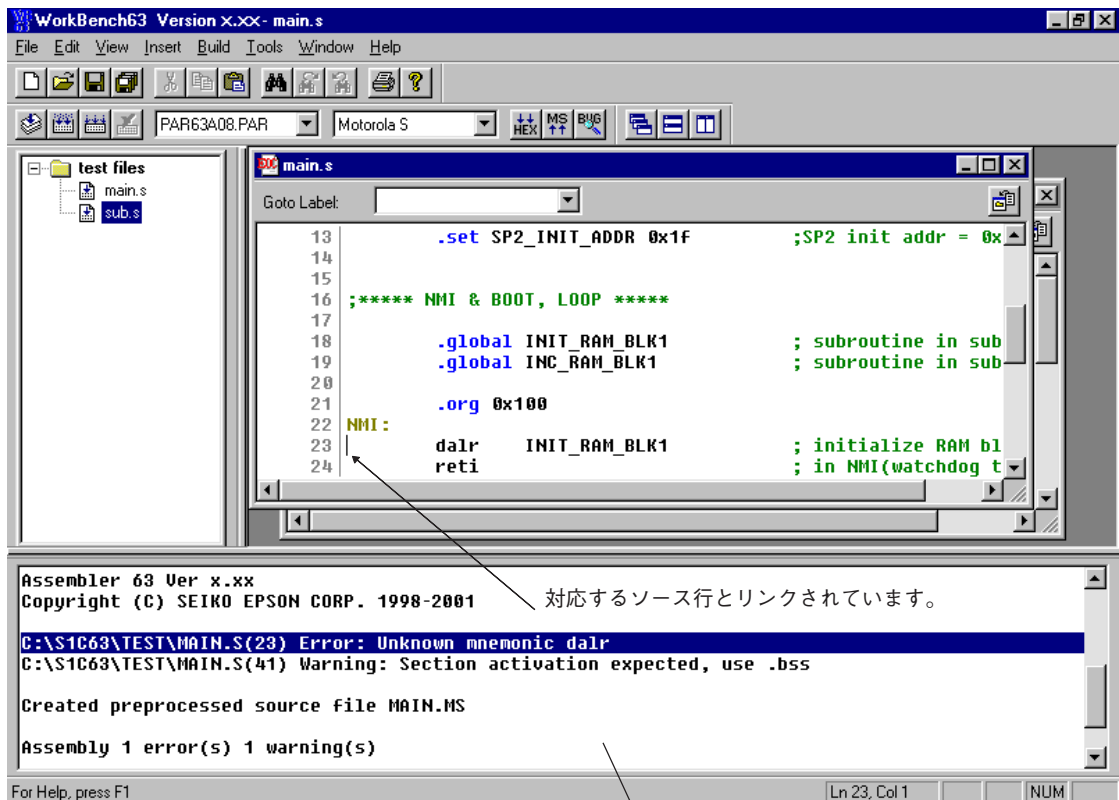 WorkBench63 Version x.xx- main.s
File Edit View Insert Build Tools Window Help
HEX MS BUG
PAR63A08.PAR Motorola S
test files
main.s
sub.s
main.s
Goto Label:
13 .set SP2_INIT_ADDR 0x1f ;SP2 init addr = 0x
14
15
16 ;***** NMI & BOOT, LOOP *****
17
18 .global INIT_RAM_BLK1 ; subroutine in sub
19 .global INC_RAM_BLK1 ; subroutine in sub
20
21 .org 0x100
22 NMI:
23 dalr INIT_RAM_BLK1 ; initialize RAM bl
24 reti ; in NMI(watchdog t
Assembler 63 Ver x.xx
Copyright (C) SEIKO EPSON CORP. 1998-2001
対応するソース行とリンクされています。
C:\S1C63\TEST\MAIN.S(23) Error: Unknown mnemonic dalr
C:\S1C63\TEST\MAIN.S(41) Warning: Section activation expected, use .bss
Created preprocessed source file MAIN.MS
Assembly 1 error(s) 1 warning(s)
For Help, press F1 Ln 23, Col 1 NUM